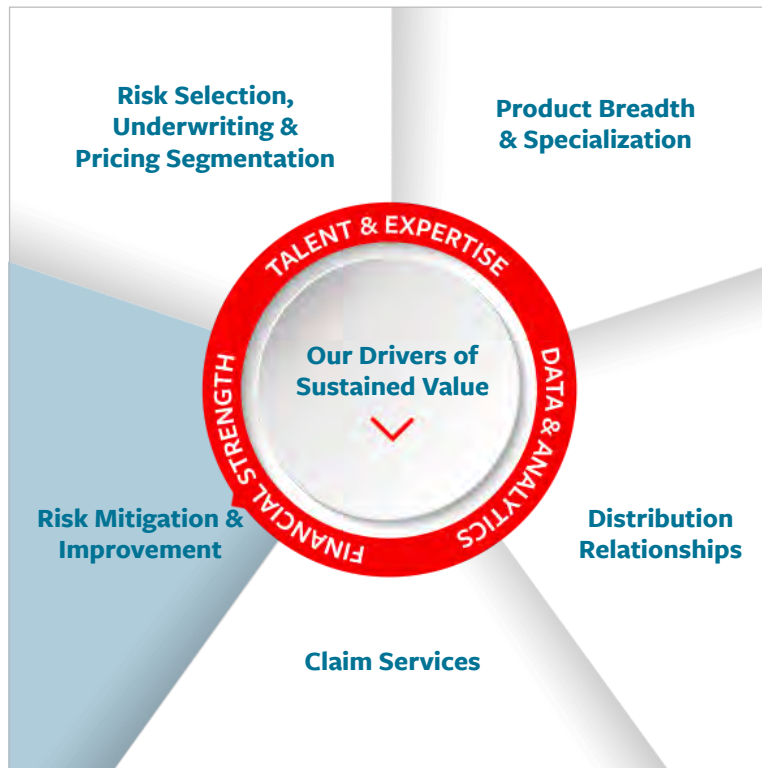 Risk Selection,
Underwriting &
Pricing Segmentation
Product Breadth
& Specialization
TALENT & EXPERTISE
Our Drivers of
Sustained Value
FINANCIAL STRENGTH
DATA & ANALYTICS
Risk Mitigation &
Improvement
Distribution
Relationships
Claim Services